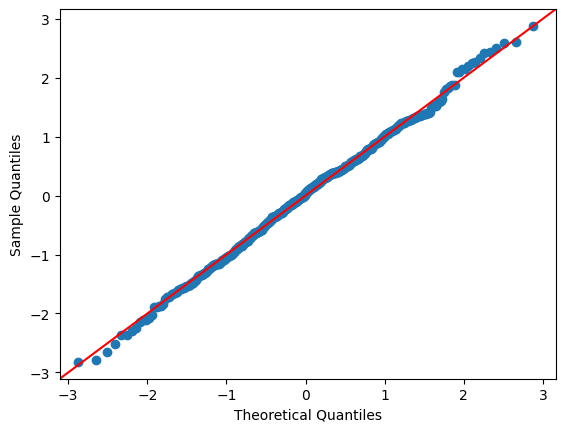 3
2
1
0
−1
−2
−3
Sample Quantiles
−3 −2 −1 0 1 2 3
Theoretical Quantiles